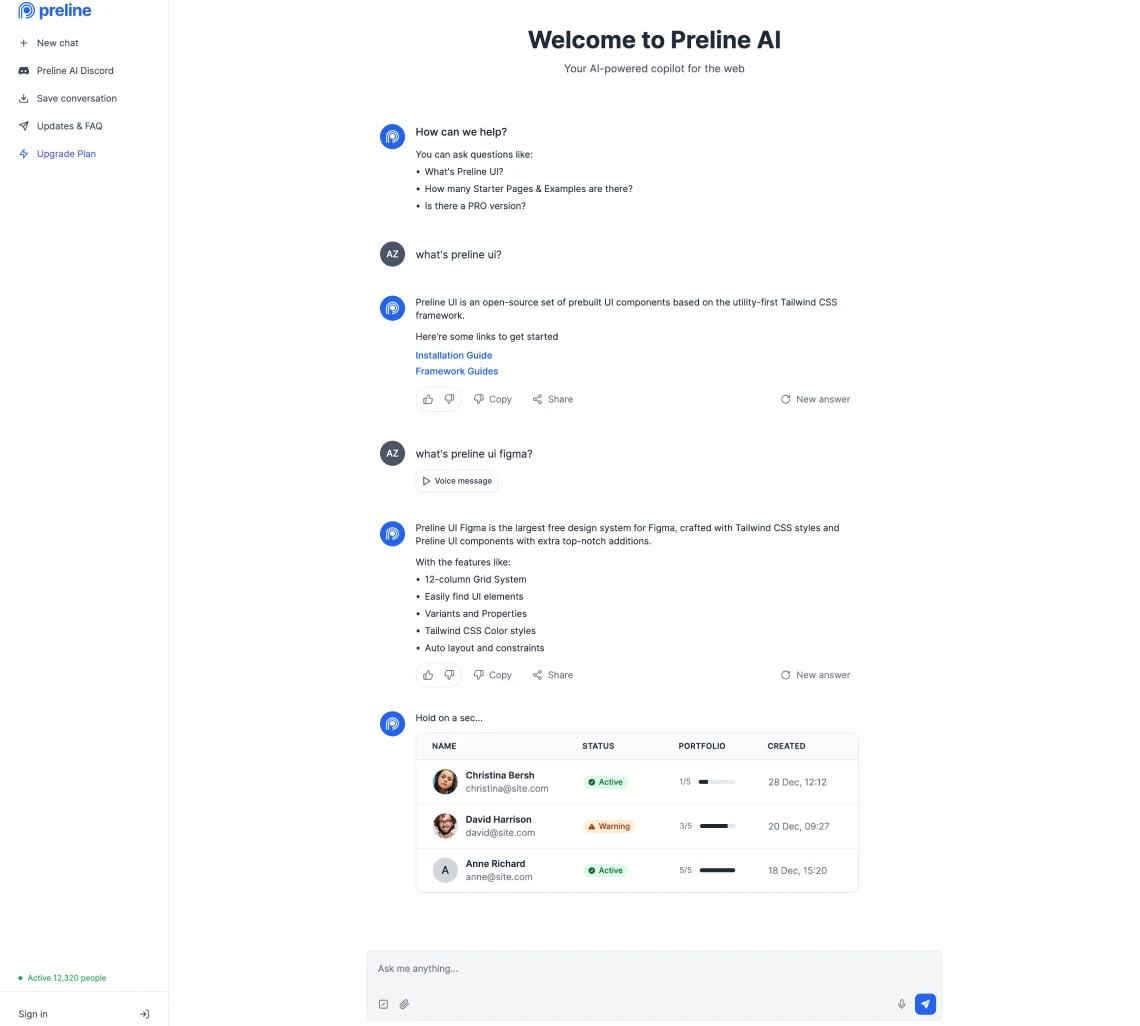 preline
New chat
Preline AI Discord
Save conversation
Updates & FAQ
Upgrade Plan
Active 12,320 people
Sign in
Welcome to Preline AI
Your AI-powered copilot for the web
How can we help?
You can ask questions like:
• What's Preline UI?
• How many Starter Pages & Examples are there?
• Is there a PRO version?
AZ
what's preline ui?
Preline UI is an open-source set of prebuilt UI components based on the utility-first Tailwind CSS
framework.
Here're some links to get started
Installation Guide
Framework Guides
Copy Share New answer
AZ
what's preline ui figma?
Voice message
Preline UI Figma is the largest free design system for Figma, crafted with Tailwind CSS styles and
Preline UI components with extra top-notch additions.
With the features like:
• 12-column Grid System
• Easily find UI elements
• Variants and Properties
• Tailwind CSS Color styles
• Auto layout and constraints
Copy Share New answer
Hold on a sec...
NAME STATUS PORTFOLIO CREATED
Christina Bersh
christina@site.com
Active 1/5 28 Dec, 12:12
David Harrison
david@site.com
Warning 3/5 20 Dec, 09:27
A
Anne Richard
anne@site.com
Active 5/5 18 Dec, 15:20
Ask me anything...